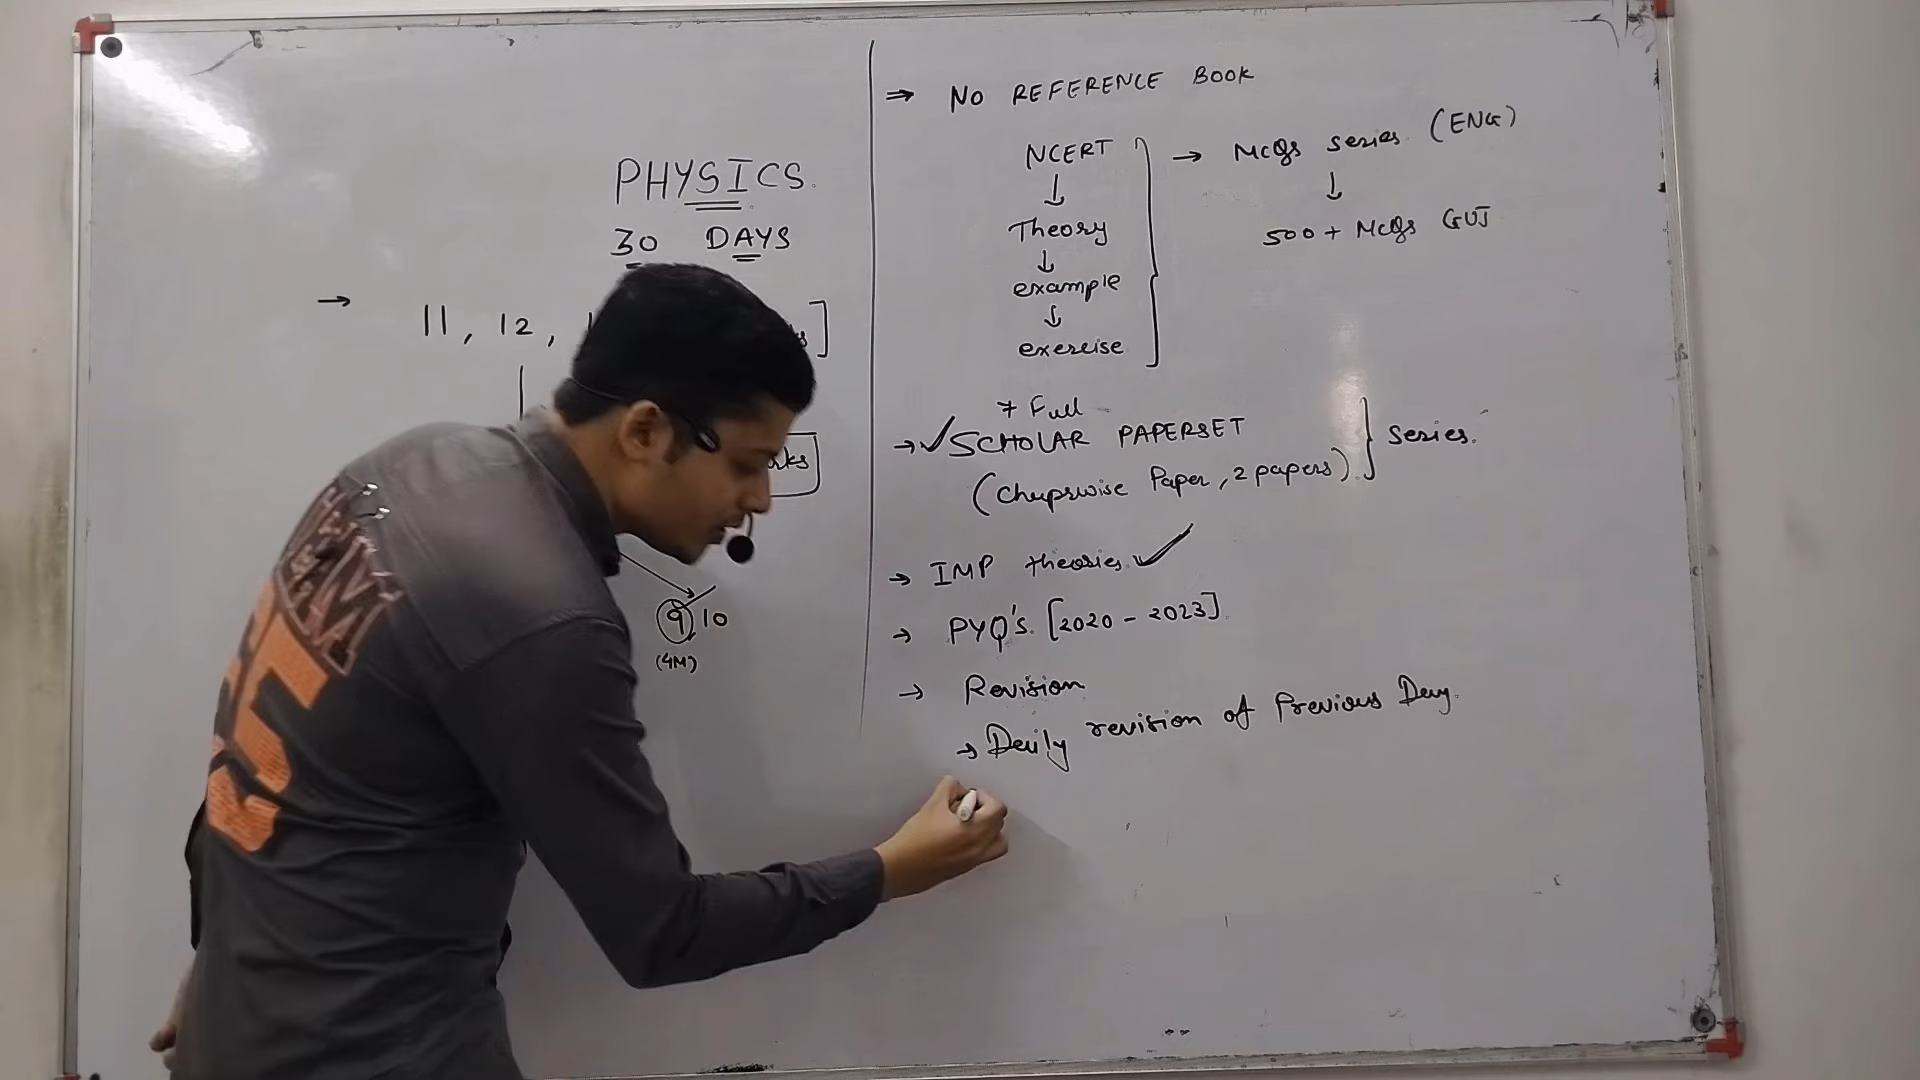 PHYSICS.
30 DAYS
→ 11, 12,
9 10
(4M)
⇒ NO REFERENCE BOOK
NCERT → MCQs series. (ENG)
↓ ↓
Theory 500+ MCQs GUJ
↓
example
↓
exercise
7 Full
→ ✓ SCHOLAR PAPERSET
(Chapswise Paper, 2 papers) } Series.
→ IMP theories. ✓
→ PYQ's. [2020 - 2023].
→ Revision
→ Daily revision of Previous Day.